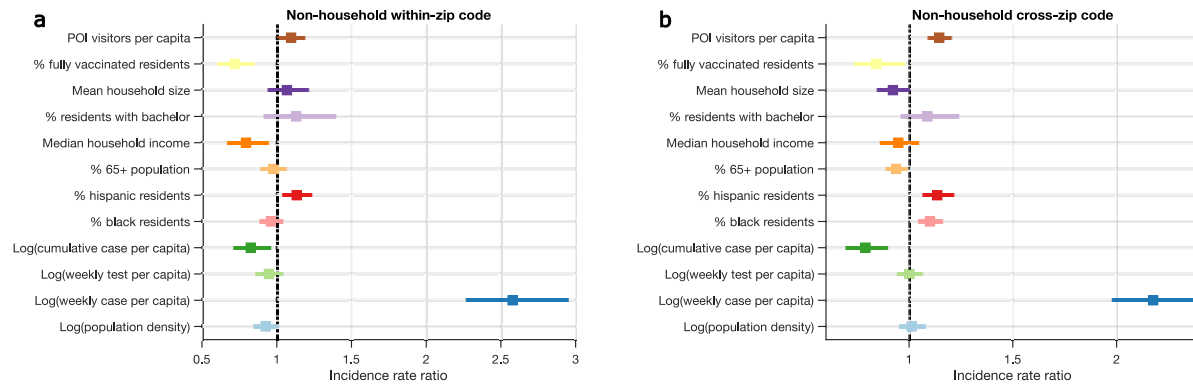 a
Non-household within-zip code
POI visitors per capita
% fully vaccinated residents
Mean household size
% residents with bachelor
Median household income
% 65+ population
% hispanic residents
% black residents
Log(cumulative case per capita)
Log(weekly test per capita)
Log(weekly case per capita)
Log(population density)
0.5 1 1.5 2 2.5 3
Incidence rate ratio
b
Non-household cross-zip code
POI visitors per capita
% fully vaccinated residents
Mean household size
% residents with bachelor
Median household income
% 65+ population
% hispanic residents
% black residents
Log(cumulative case per capita)
Log(weekly test per capita)
Log(weekly case per capita)
Log(population density)
1 1.5 2
Incidence rate ratio